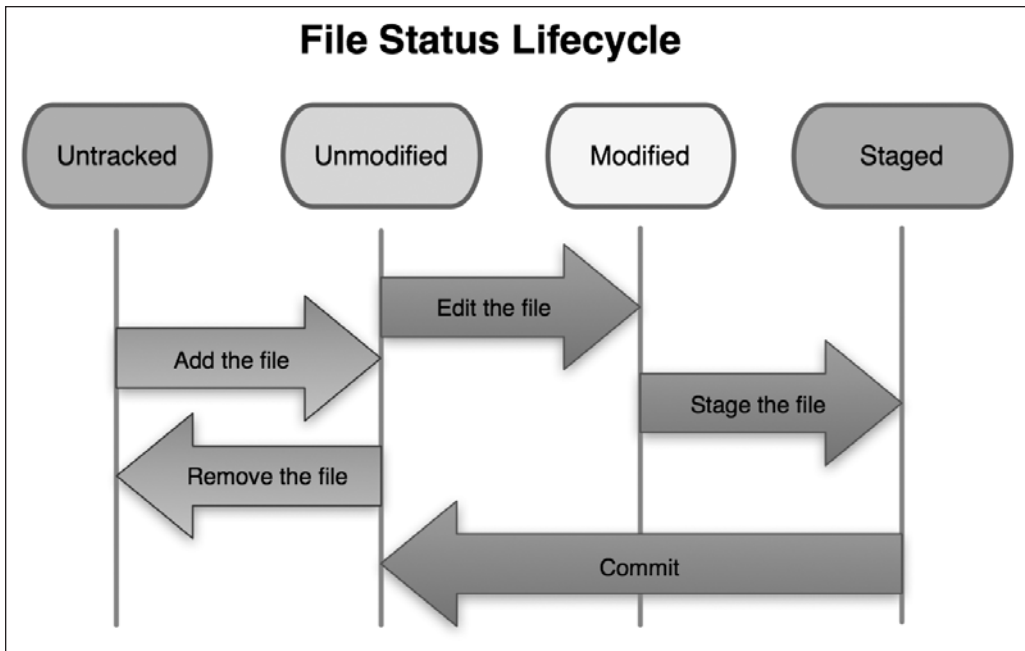 File Status Lifecycle
Untracked
Unmodified
Modified
Staged
Edit the file
Add the file
Stage the file
Remove the file
Commit